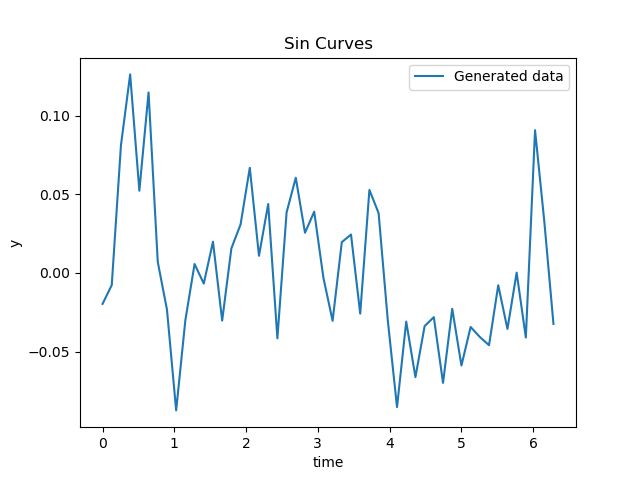 Sin Curves
Generated data
0.10
0.05
0.00
−0.05
y
0 1 2 3 4 5 6
time